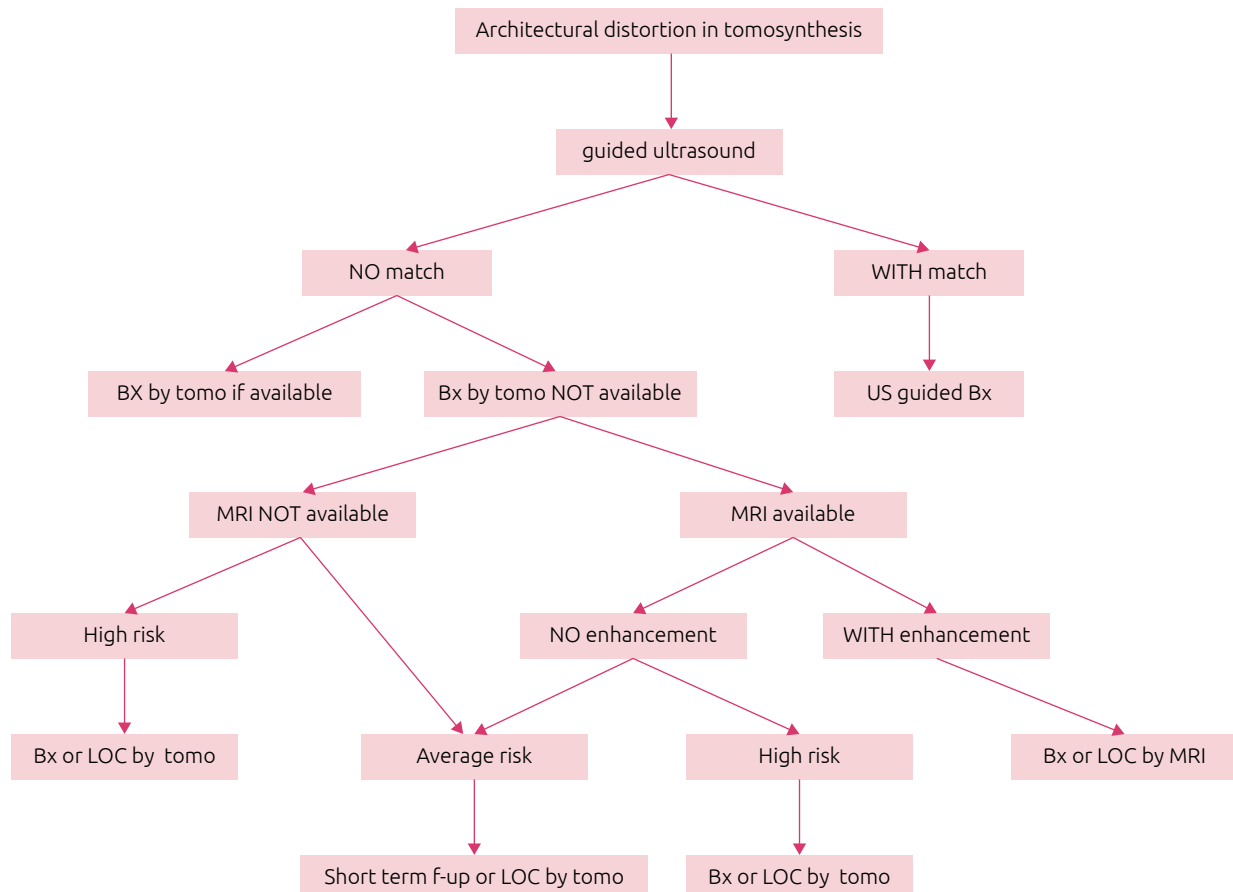 Architectural distortion in tomosynthesis
guided ultrasound
NO match
WITH match
BX by tomo if available
Bx by tomo NOT available
US guided Bx
MRI NOT available
MRI available
High risk
NO enhancement
WITH enhancement
Bx or LOC by tomo
Average risk
High risk
Bx or LOC by MRI
Short term f-up or LOC by tomo
Bx or LOC by tomo